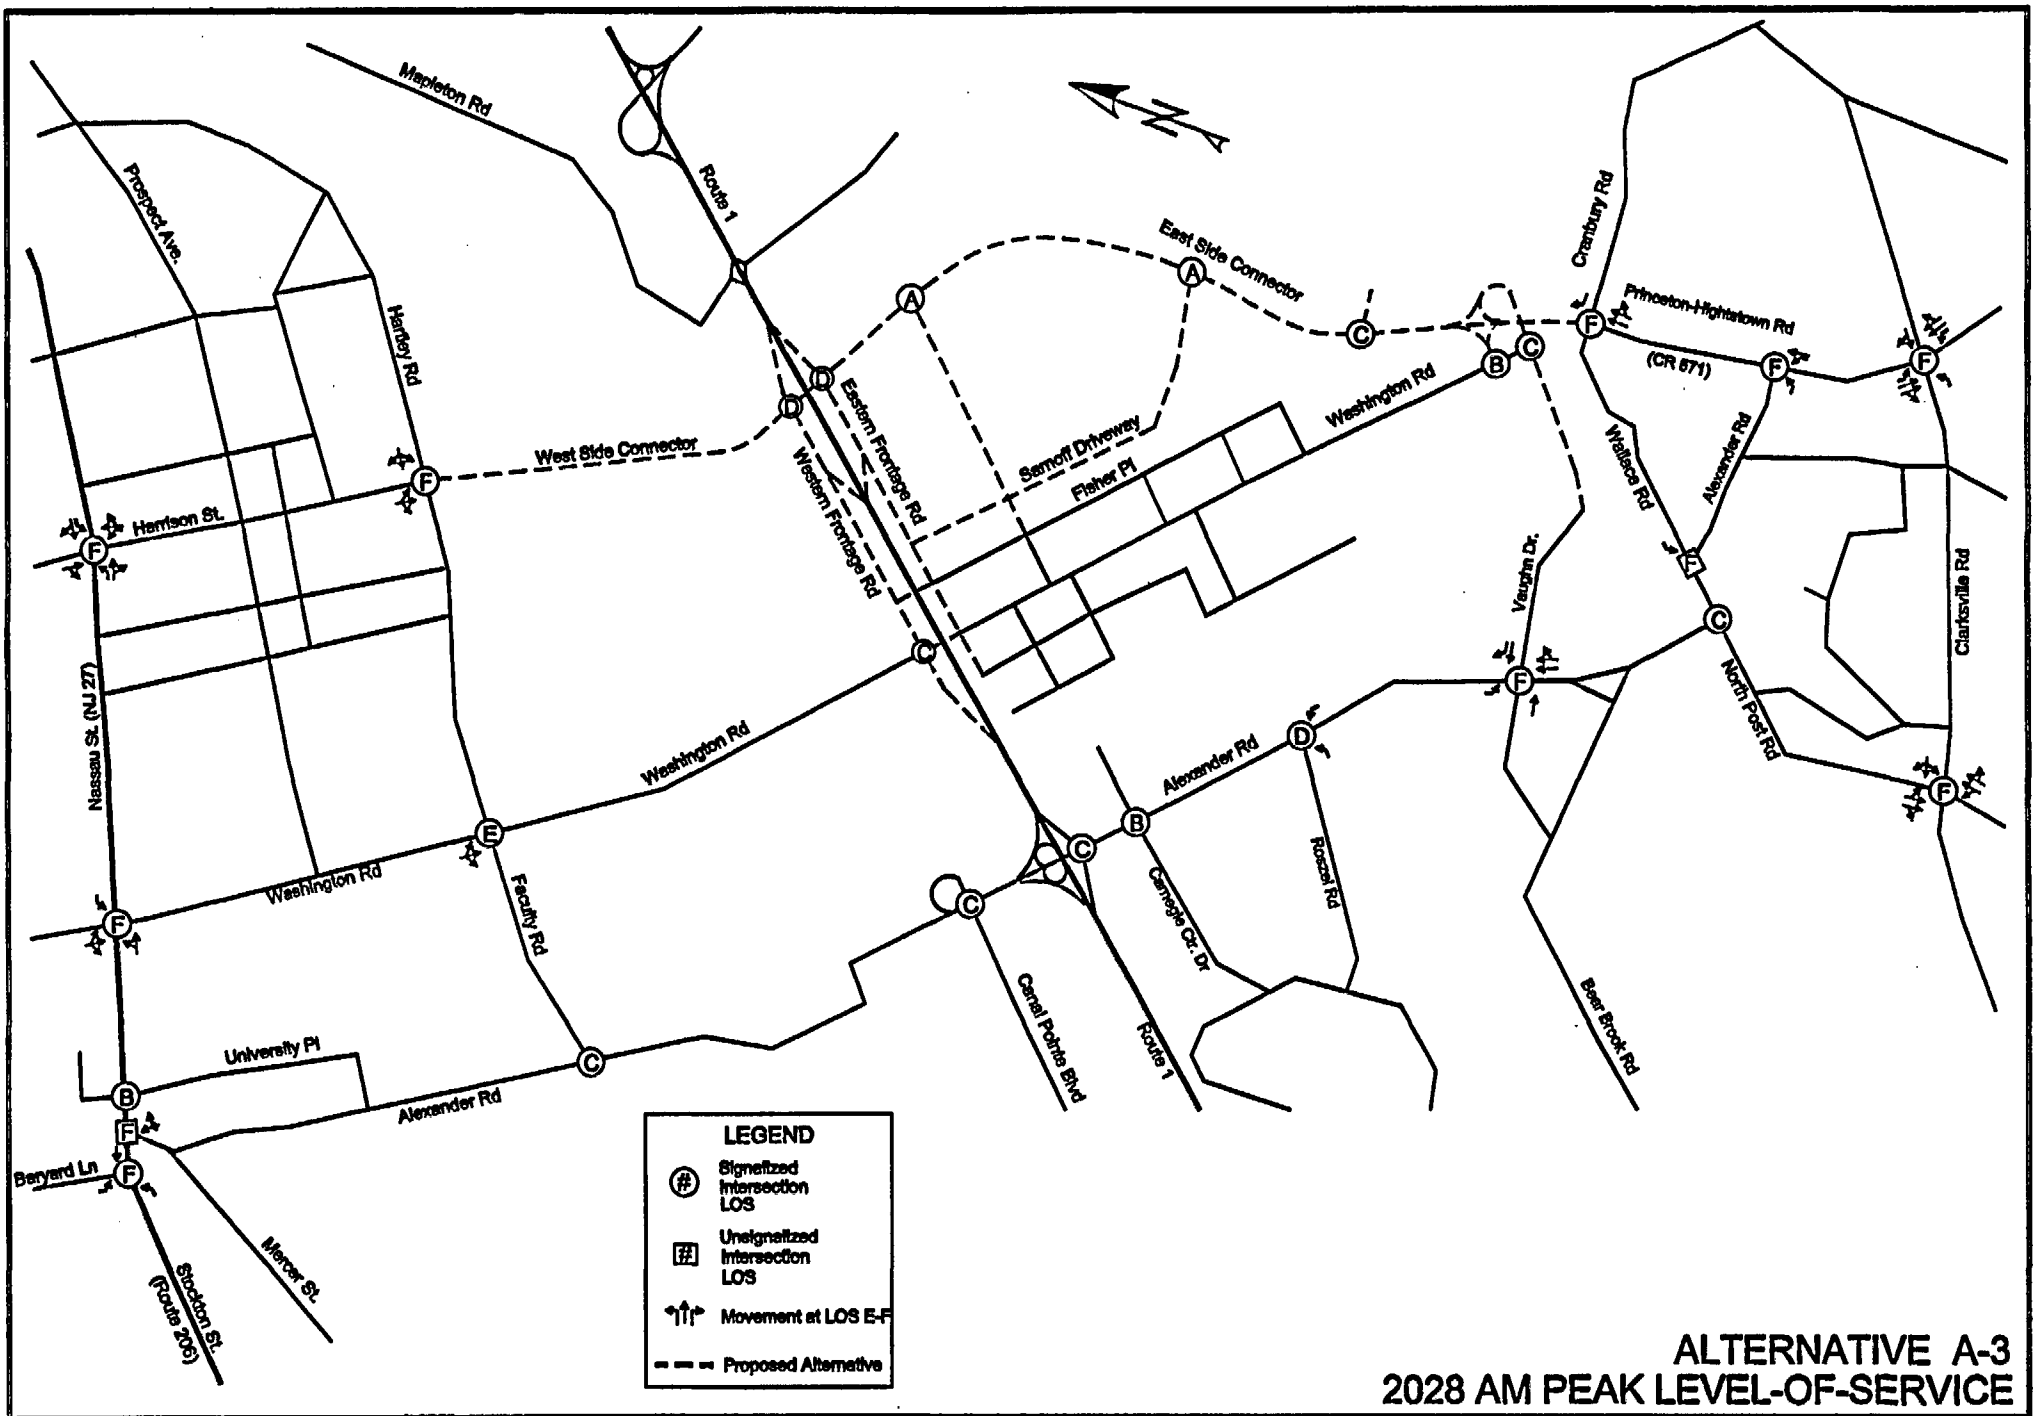 Mapleton Rd
N
Prospect Ave.
Route 1
Cranbury Rd
East Side Connector
Princeton-Hightstown Rd
(CR 571)
Harrtey Rd
A
A
C
F
C
B
F
F
D
D
Eastern Frontage Rd
Washington Rd
West Side Connector
Sarnoff Driveway
Fisher Pl
Western Frontage Rd
Wallace Rd
Alexander Rd
F
Harrison St.
F
Vaughn Dr.
F
Clarksville Rd
C
C
F
North Post Rd
Nassau St. (NJ 27)
Washington Rd
Alexander Rd
D
F
E
B
C
Washington Rd
Faculty Rd
Roszel Rd
Carnegie Ctr. Dr
F
C
Canal Pointe Blvd
Route 1
Bear Brook Rd
University Pl
C
B
Alexander Rd
F
Baryard Ln
F
Mercer St.
Stockton St.
(Route 206)
LEGEND
# Signalized
Intersection
LOS
# Unsignalized
Intersection
LOS
Movement at LOS E-F
Proposed Alternative
ALTERNATIVE A-3
2028 AM PEAK LEVEL-OF-SERVICE